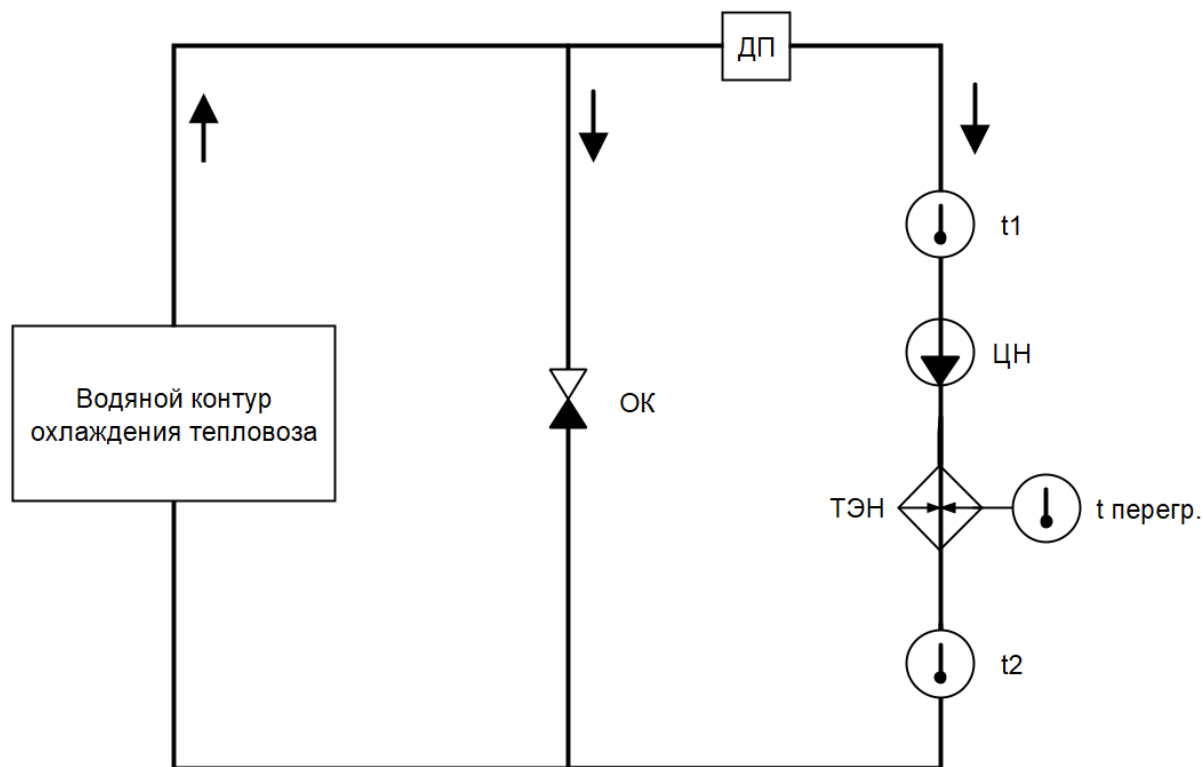 ДП
t1
ЦН
Водяной контур
охлаждения тепловоза
ОК
ТЭН
t перегр.
t2